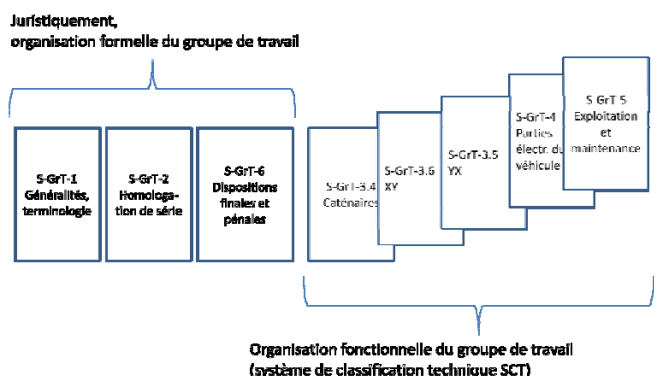 Juristiquement,
organisation formelle du groupe de travail
S-GrT-1
Généralités,
terminologie
S-GrT-2
Homologa-
tion de série
S-GrT-6
Dispositions
finales et
pénales
S-GrT-3.4
Caténaires
S-GrT-3.6
XY
S-GrT-3.5
YX
S-GrT-4
Parties
électr. du
véhicule
S GrT 5
Exploitation
et
maintenance
Organisation fonctionnelle du groupe de travail
(système de classification technique SCT)